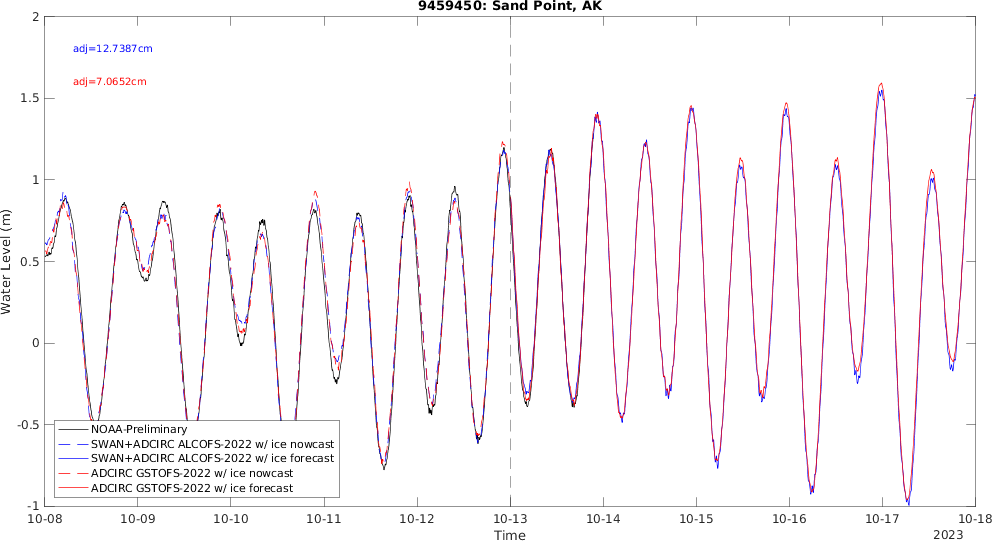 9459450: Sand Point, AK
adj=12.7387cm
adj=7.0652cm
Water Level (m)
2
1.5
1
0.5
0
-0.5
-1
NOAA-Preliminary
SWAN+ADCIRC ALCOFS-2022 w/ ice nowcast
SWAN+ADCIRC ALCOFS-2022 w/ ice forecast
ADCIRC GSTOFS-2022 w/ ice nowcast
ADCIRC GSTOFS-2022 w/ ice forecast
10-08 10-09 10-10 10-11 10-12 10-13 10-14 10-15 10-16 10-17 10-18
Time
2023